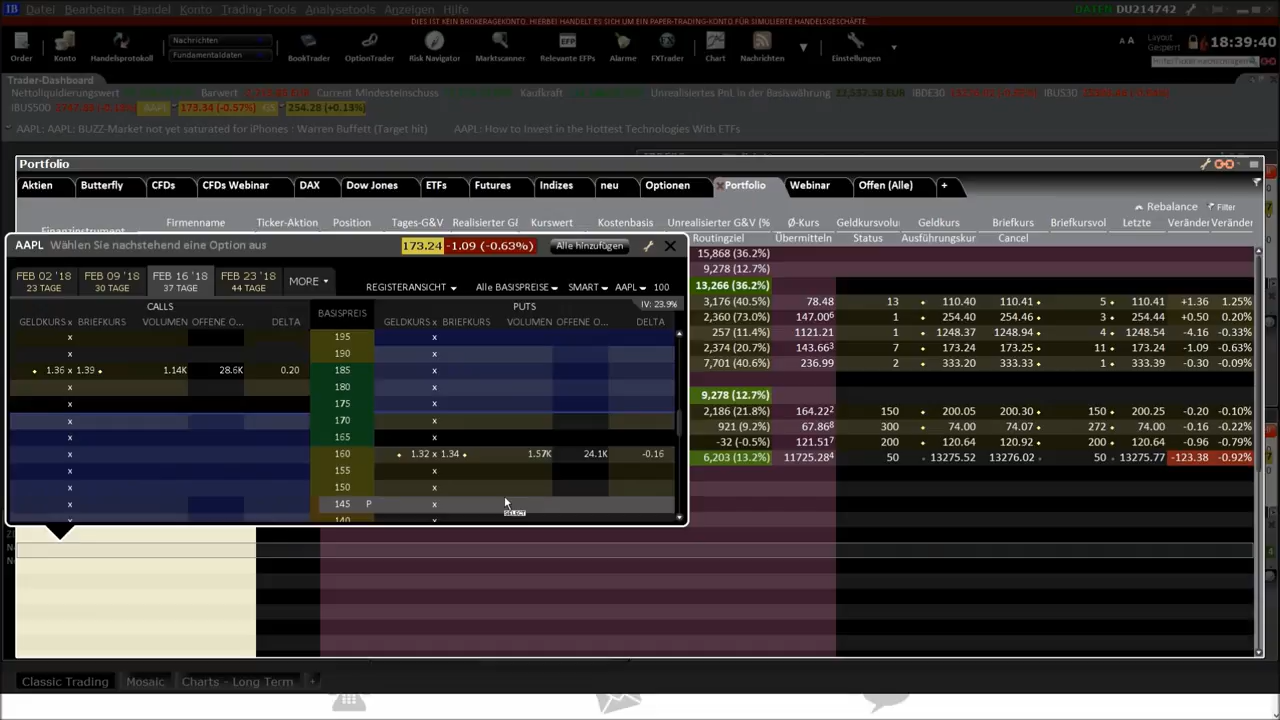 IB Datei Bearbeiten Handel Konto Trading-Tools Analysetools Anzeigen Hilfe DATEN DU214742
DIES IST KEIN BROKERAGEKONTO. HIERBEI HANDELT ES SICH UM EIN PAPER-TRADING-KONTO FÜR SIMULIERTE HANDELSGESCHÄFTE.
Order Konto Handelsprotokoll Nachrichten Fundamentaldaten BookTrader OptionTrader Risk Navigator Marktscanner EFP Relevante EFPs Alarme FXTrader Chart Nachrichten Einstellungen A A Layout Gesperrt 18:39:40
Trader-Dashboard
Nettoliquidierungswert Barwert Current Mindesteinschuss Kaufkraft Unrealisiertes PnL in der Basiswährung EUR IBDE30 IBUS30
IBUS500 AAPL 173.34 (-0.57%) 254.28 (+0.13%)
AAPL: AAPL: BUZZ-Market not yet saturated for iPhones : Warren Buffett (Target hit) AAPL: How to Invest in the Hottest Technologies With ETFs
Portfolio
Aktien Butterfly CFDs CFDs Webinar DAX Dow Jones ETFs Futures Indizes neu Optionen Portfolio Webinar Offen (Alle) +
Rebalance Filter
Finanzinstrument Firmenname Ticker-Aktion Position Tages-G&V Realisierter G& Kurswert Kostenbasis Unrealisierter G&V (% Ø-Kurs Geldkursvolu Geldkurs Briefkurs Briefkursvol Letzte Veränder Veränder
Routingziel Übermitteln Status Ausführungskur Cancel
15,868 (36.2%)
9,278 (12.7%)
13,266 (36.2%)
3,176 (40.5%) 78.48 13 110.40 110.41 5 110.41 +1.36 1.25%
2,360 (73.0%) 147.00⁶ 1 254.40 254.46 3 254.44 +0.50 0.20%
257 (11.4%) 1121.21 1 1248.37 1248.94 4 1248.54 -4.16 -0.33%
2,374 (20.7%) 143.66³ 7 173.24 173.25 11 173.24 -1.09 -0.63%
7,701 (40.6%) 236.99 2 333.20 333.33 1 333.39 -0.30 -0.09%
9,278 (12.7%)
2,186 (21.8%) 164.22² 150 200.05 200.30 150 200.25 -0.20 -0.10%
921 (9.2%) 67.86⁸ 300 74.00 74.07 272 74.00 -0.16 -0.22%
-32 (-0.5%) 121.51⁷ 200 120.64 120.92 200 120.64 -0.96 -0.79%
6,203 (13.2%) 11725.28⁴ 50 13275.52 13276.02 50 13275.77 -123.38 -0.92%
AAPL Wählen Sie nachstehend eine Option aus 173.24 -1.09 (-0.63%) Alle hinzufügen
FEB 02 '18 FEB 09 '18 FEB 16 '18 FEB 23 '18 MORE
23 TAGE 30 TAGE 37 TAGE 44 TAGE
REGISTERANSICHT Alle BASISPREISE SMART AAPL 100
CALLS BASISPREIS PUTS IV: 23.9%
GELDKURS x BRIEFKURS VOLUMEN OFFENE O... DELTA GELDKURS x BRIEFKURS VOLUMEN OFFENE O... DELTA
x 195 x
x 190 x
1.36 x 1.39 1.14K 28.6K 0.20 185 x
x 180 x
x 175 x
x 170 x
x 165 x
x 160 1.32 x 1.34 1.57K 24.1K -0.16
x 155 x
x 150 x
x 145 P x
x 140 x
SELECT
Classic Trading Mosaic Charts - Long Term +